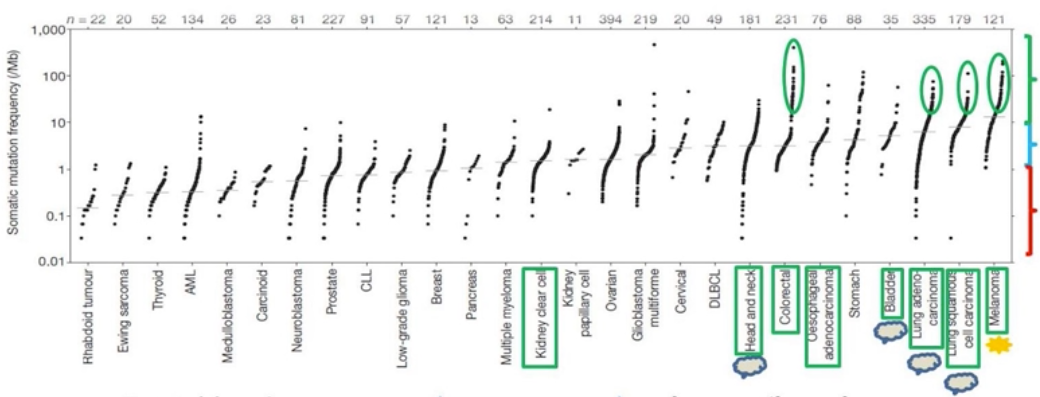 n = 22 20 52 134 26 23 81 227 91 57 121 13 63 214 11 394 219 20 49 181 231 76 88 35 335 179 121
1,000
100
10
1
0.1
0.01
Somatic mutation frequency (/Mb)
Rhabdoid tumour
Ewing sarcoma
Thyroid
AML
Medulloblastoma
Carcinoid
Neuroblastoma
Prostate
CLL
Low-grade glioma
Breast
Pancreas
Multiple myeloma
Kidney clear cell
Kidney
papillary cell
Ovarian
Glioblastoma
multiforme
Cervical
DLBCL
Head and neck
Colorectal
Oesophageal
adenocarcinoma
Stomach
Bladder
Lung adeno-
carcinoma
Lung squamous
cell carcinoma
Melanoma